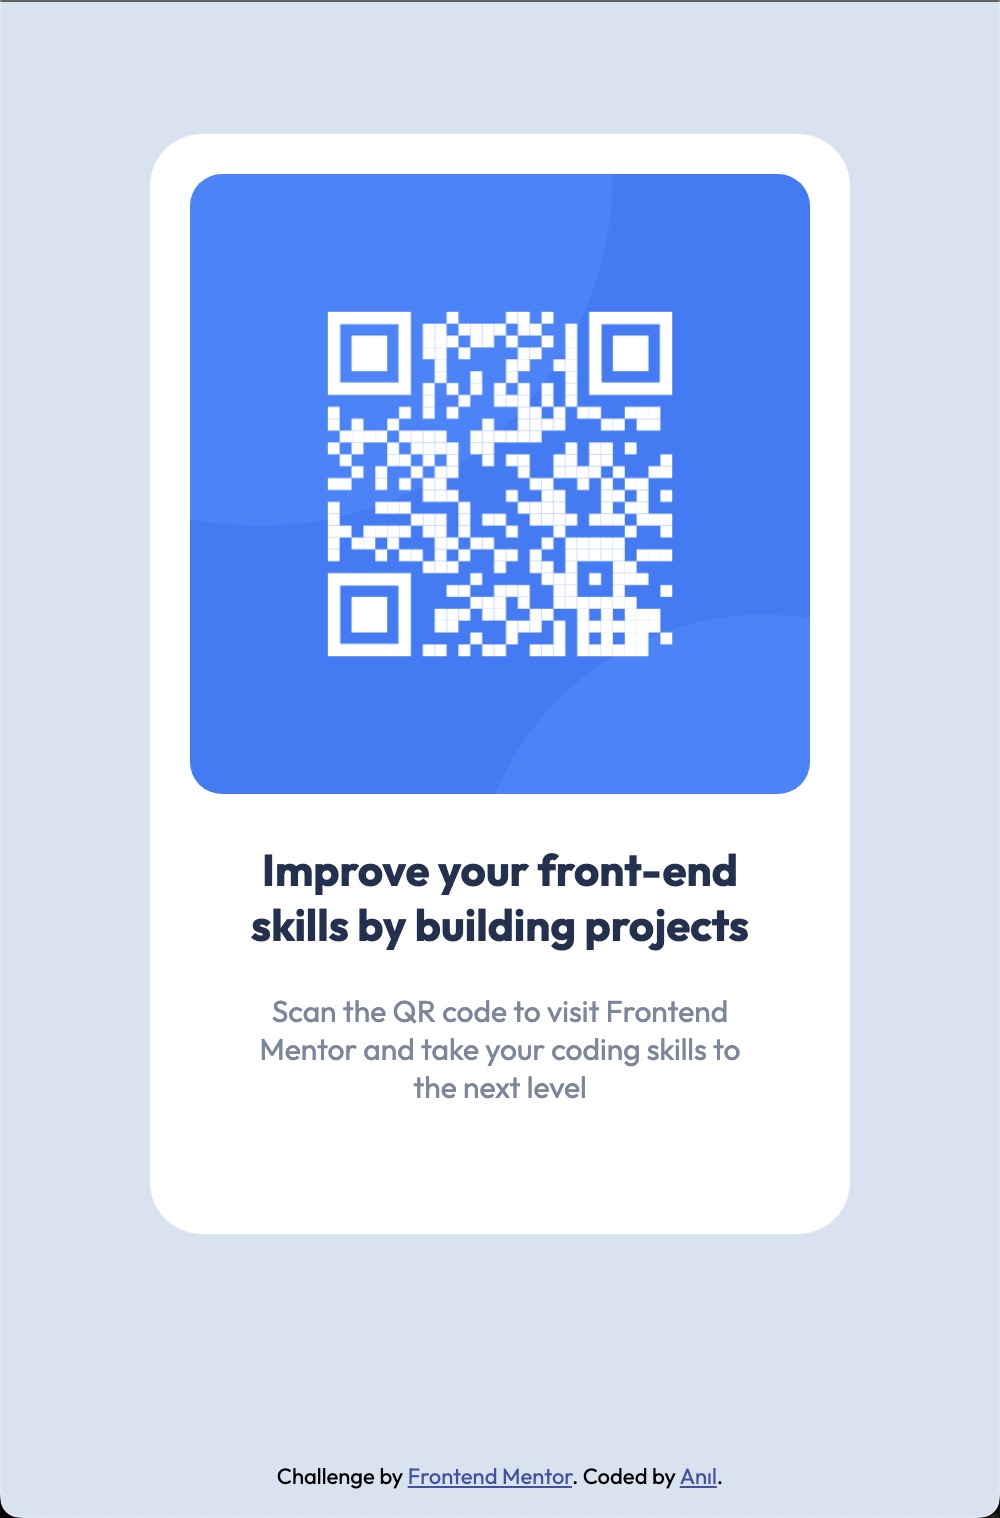 Improve your front-end
skills by building projects
Scan the QR code to visit Frontend
Mentor and take your coding skills to
the next level
Challenge by Frontend Mentor. Coded by Anıl.